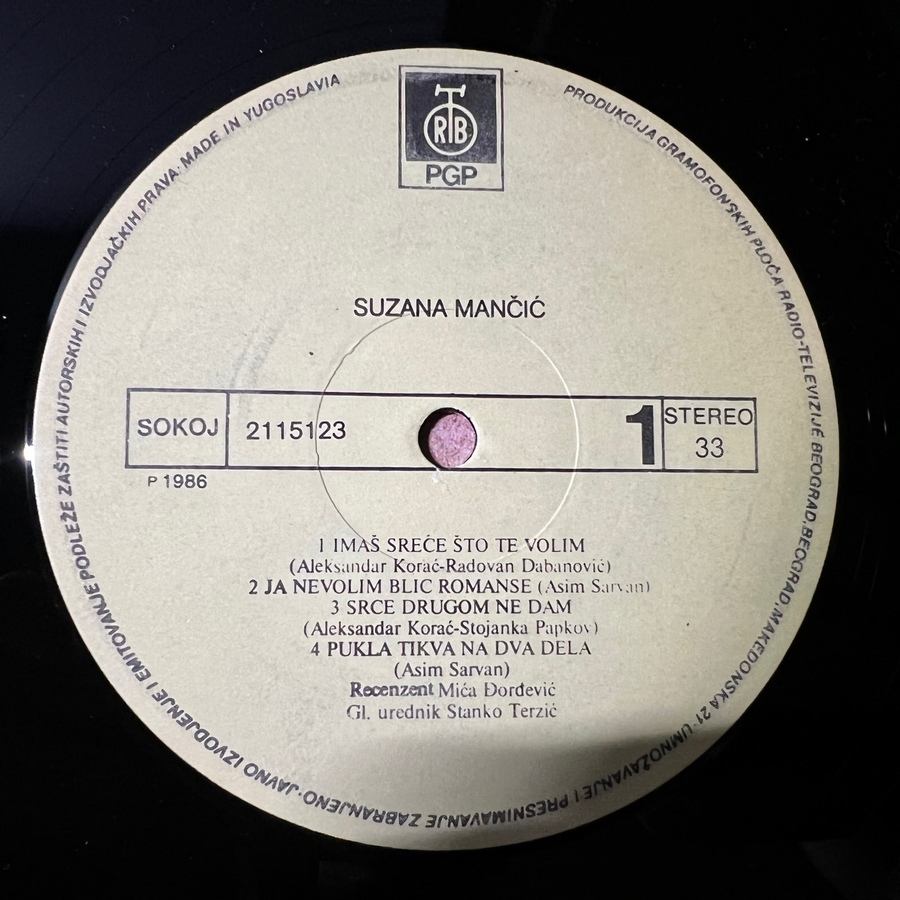 PRODUKCIJA GRAMOFONSKIH PLOČA RADIO-TELEVIZIJE BEOGRAD, BEOGRAD, MAKEDONSKA 21 · UMNOŽAVANJE I PRESNIMAVANJE ZABRANJENO · JAVNO IZVODJENJE I EMITOVANJE PODLEŽE ZAŠTITI AUTORSKIH I IZVODJAČKIH PRAVA · MADE IN YUGOSLAVIA
RTB
PGP
SUZANA MANČIĆ
SOKOJ 2115123 1 STEREO
33
P 1986
1 IMAŠ SREĆE ŠTO TE VOLIM
(Aleksandar Korać-Radovan Dabanović)
2 JA NEVOLIM BLIC ROMANSE (Asim Sarvan)
3 SRCE DRUGOM NE DAM
(Aleksandar Korać-Stojanka Papkov)
4 PUKLA TIKVA NA DVA DELA
(Asim Sarvan)
Recenzent Mića Đorđević
Gl. urednik Stanko Terzić